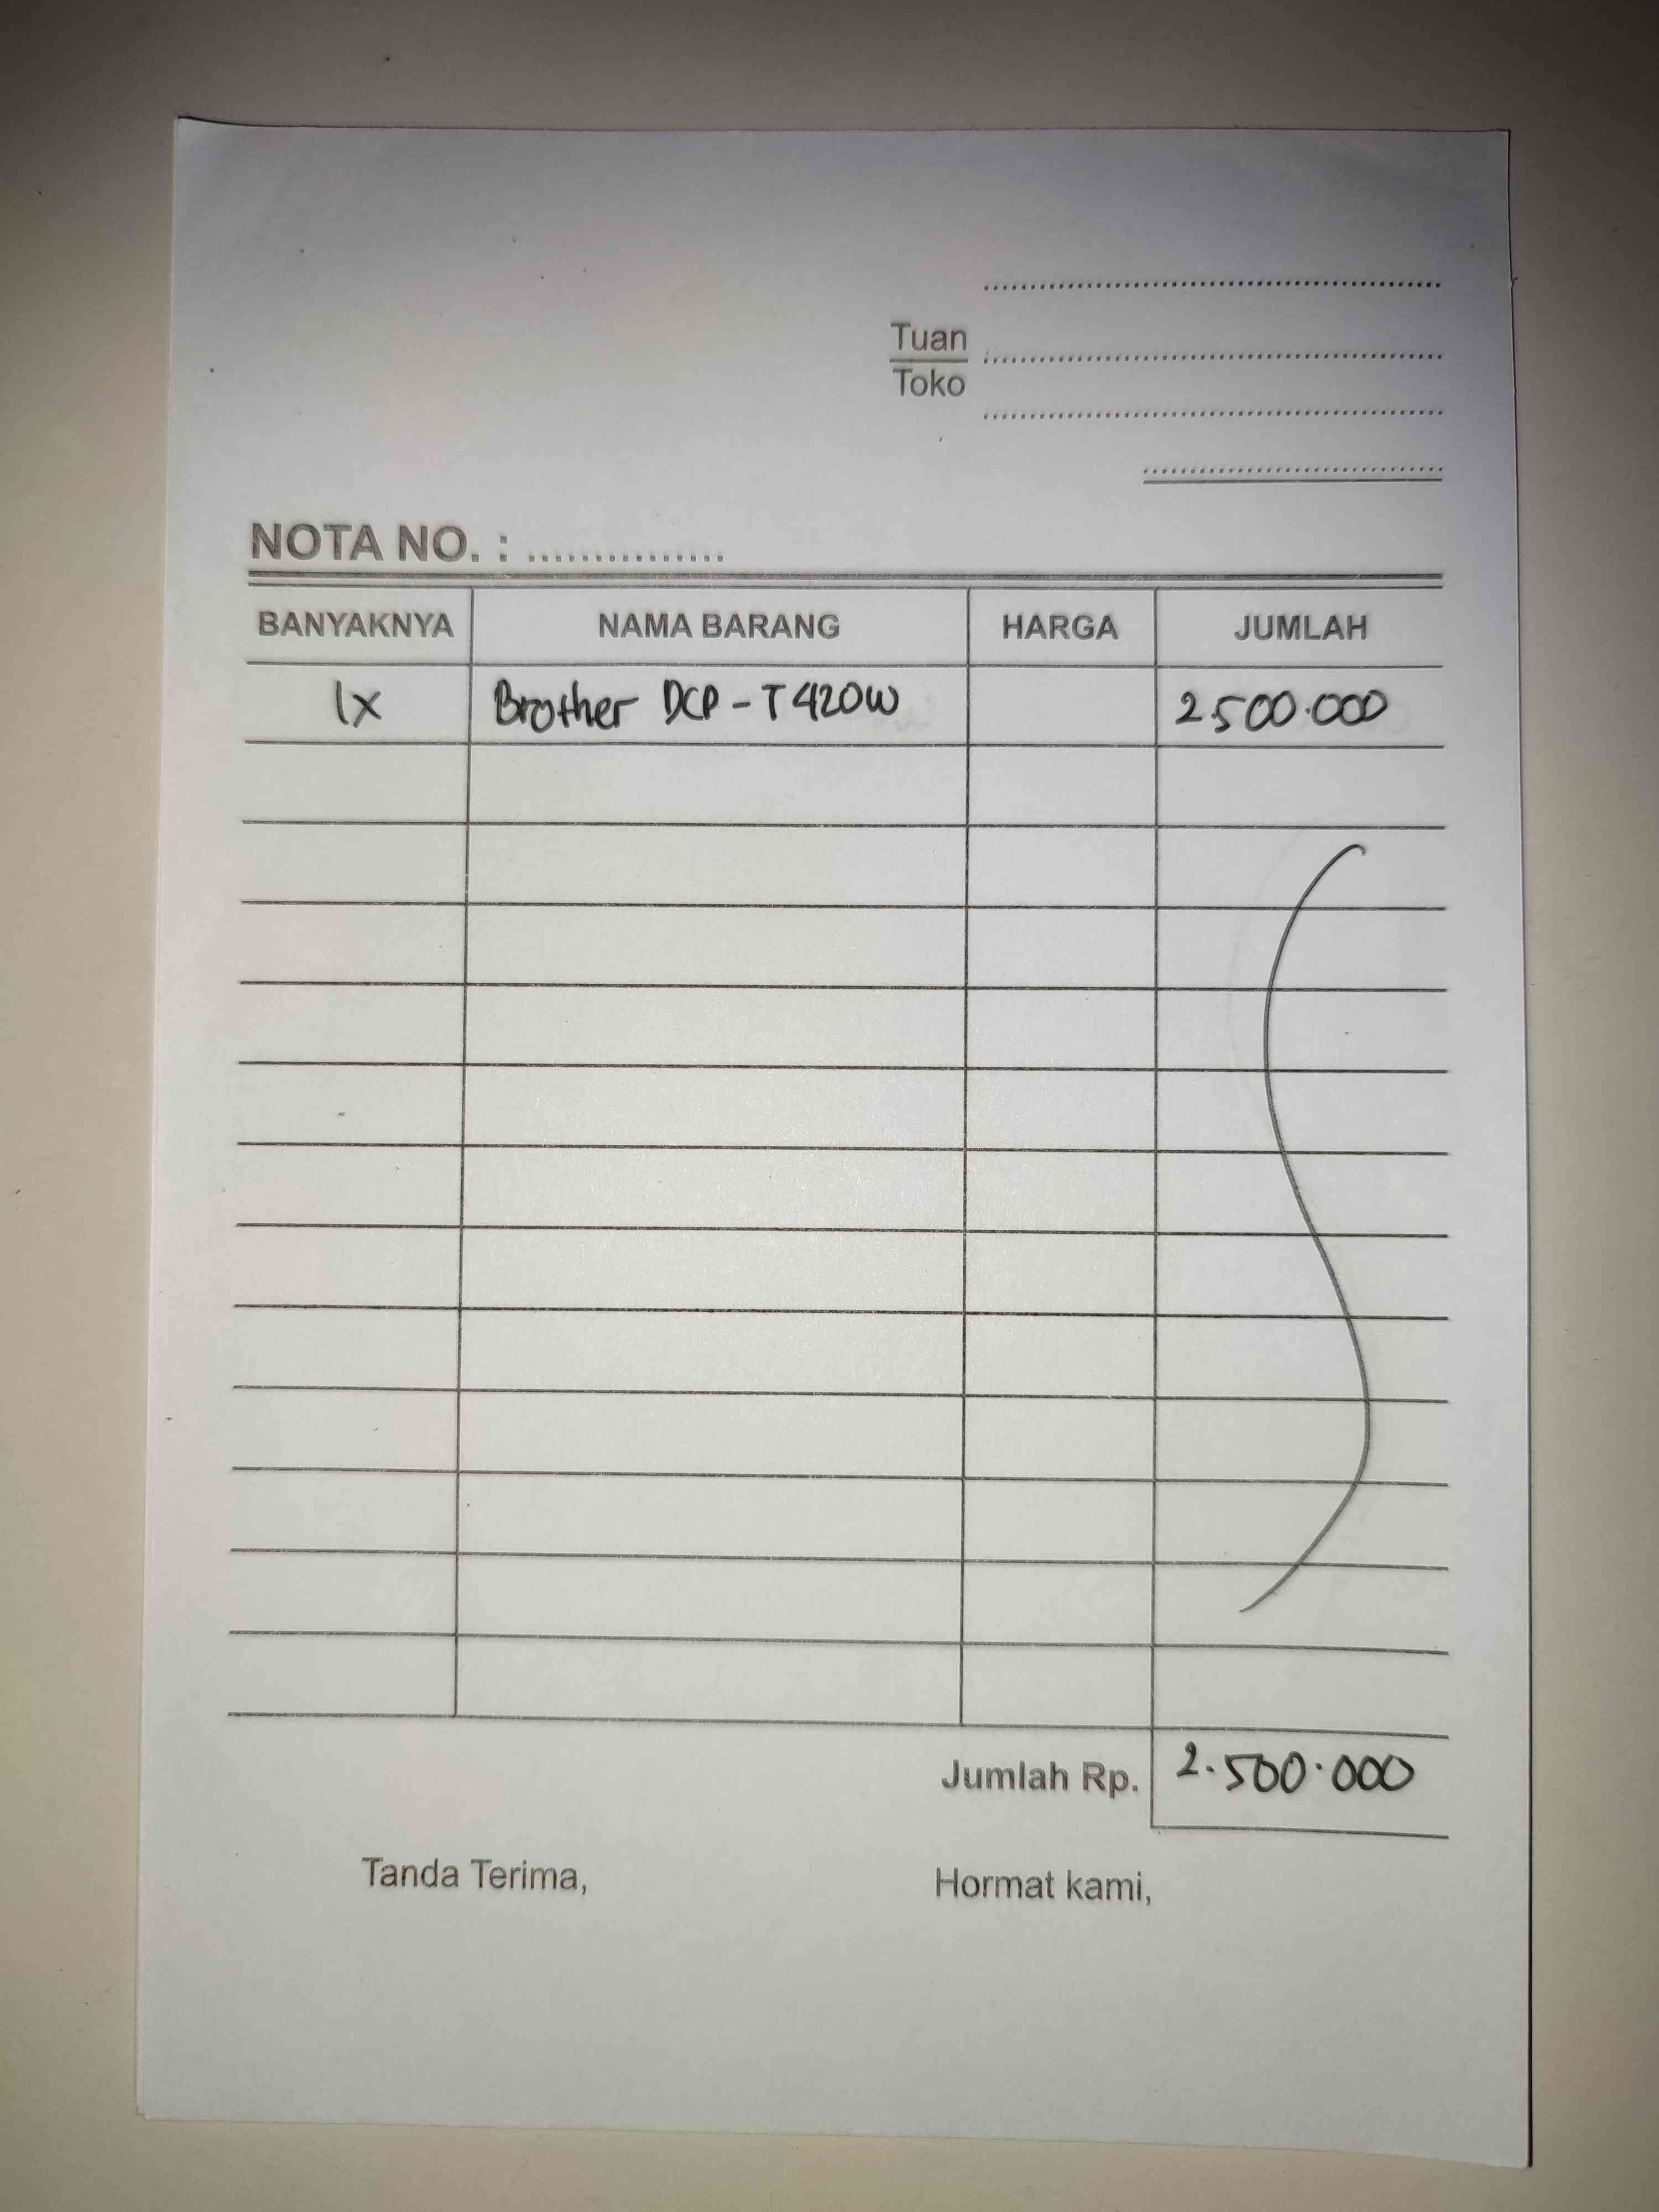 Tuan
Toko
NOTA NO. : ...............
BANYAKNYA NAMA BARANG HARGA JUMLAH
1x Brother DCP-T420W 2.500.000
Jumlah Rp. 2.500.000
Tanda Terima, Hormat kami,